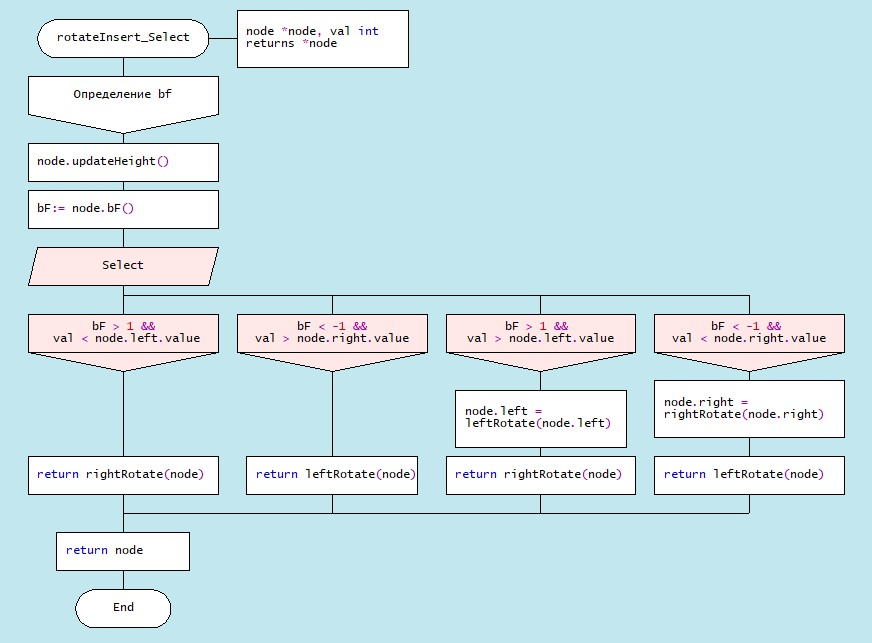 rotateInsert_Select
node *node, val int
returns *node
Определение bf
node.updateHeight()
bF:= node.bF()
Select
bF > 1 &&
val < node.left.value
bF < -1 &&
val > node.right.value
bF > 1 &&
val > node.left.value
bF < -1 &&
val < node.right.value
node.left =
leftRotate(node.left)
node.right =
rightRotate(node.right)
return rightRotate(node)
return leftRotate(node)
return rightRotate(node)
return leftRotate(node)
return node
End